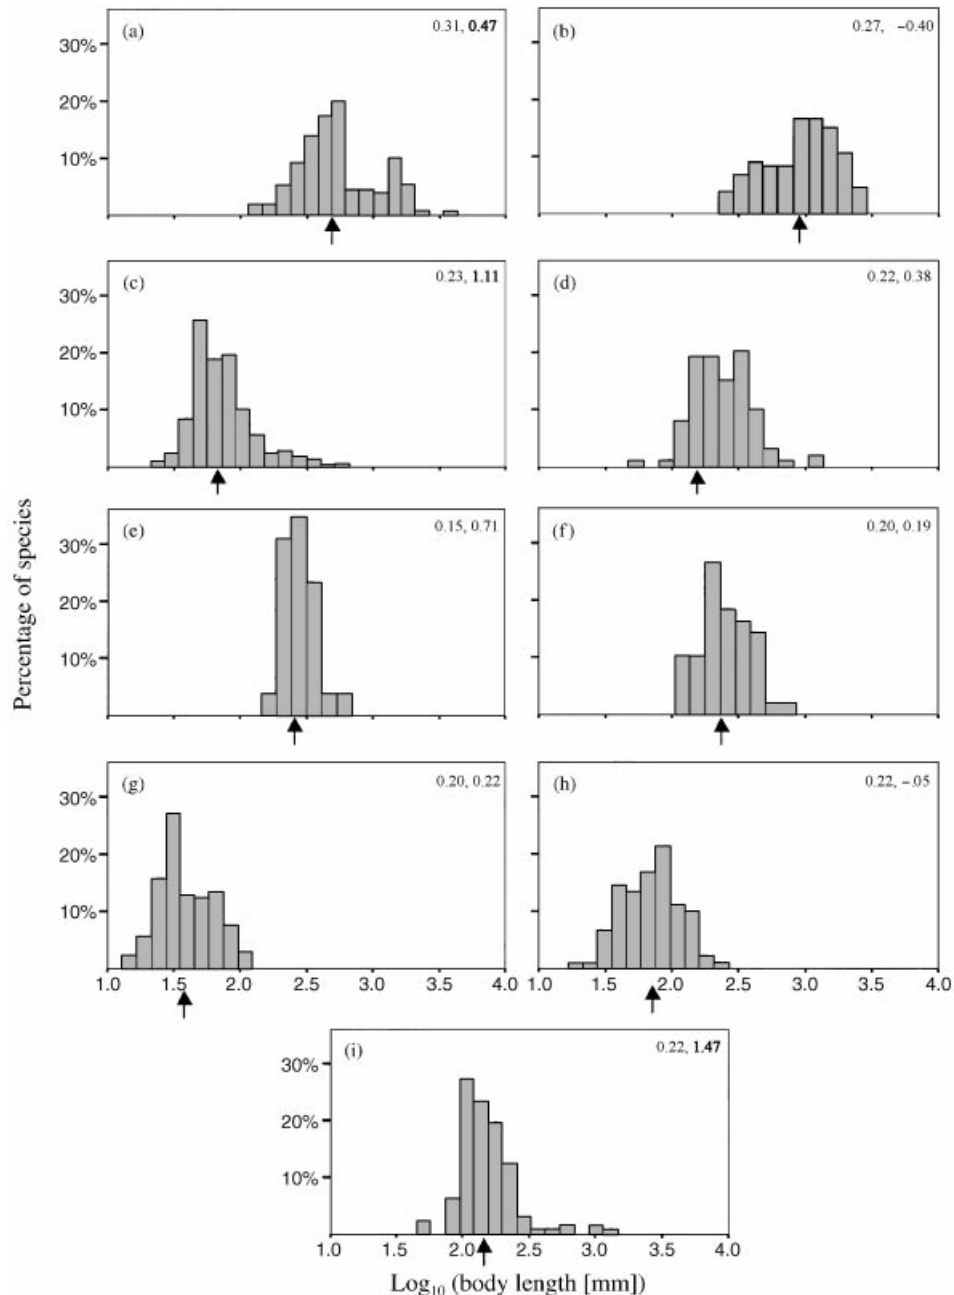 (a) 0.31, 0.47
(b) 0.27, −0.40
30%
20%
10%
(c) 0.23, 1.11
(d) 0.22, 0.38
30%
20%
10%
(e) 0.15, 0.71
(f) 0.20, 0.19
30%
20%
10%
(g) 0.20, 0.22
(h) 0.22, −.05
30%
20%
10%
1.0 1.5 2.0 2.5 3.0 3.5 4.0
1.0 1.5 2.0 2.5 3.0 3.5 4.0
(i) 0.22, 1.47
30%
20%
10%
1.0 1.5 2.0 2.5 3.0 3.5 4.0
Percentage of species
Log10 (body length [mm])